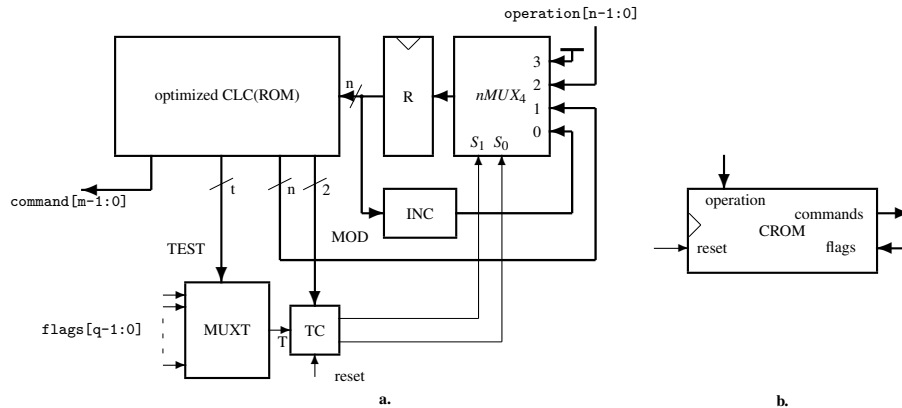 operation[n-1:0]
optimized CLC(ROM)
n
R
nMUX4
3
2
1
0
S1 S0
command[m-1:0]
t
n
2
INC
MOD
TEST
flags[q-1:0]
MUXT
T
TC
reset
a.
operation
commands
CROM
reset
flags
b.